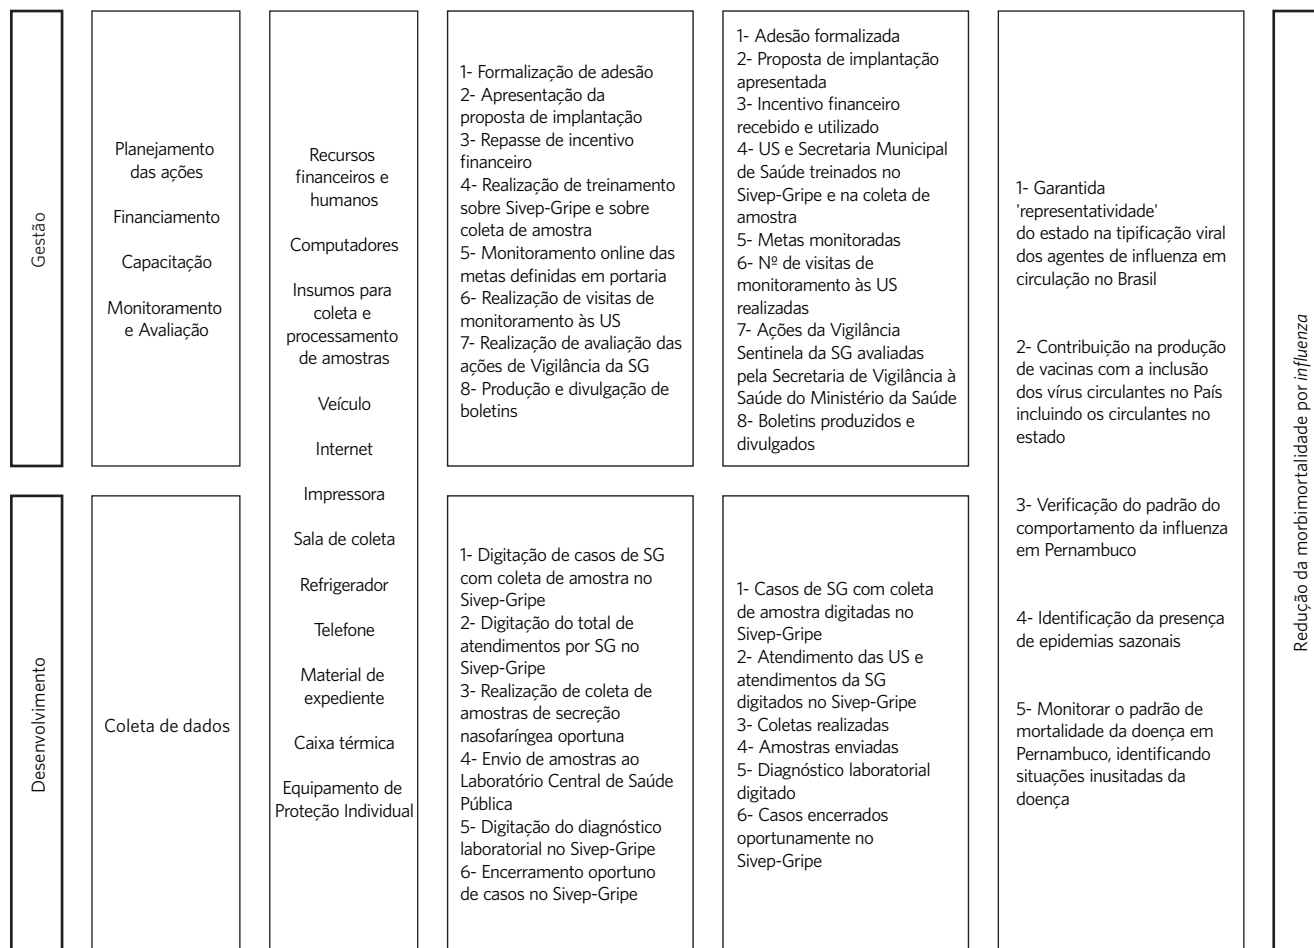 Gestão
Planejamento
das ações
Financiamento
Capacitação
Monitoramento
e Avaliação
Recursos
financeiros e
humanos
Computadores
Insumos para
coleta e
processamento
de amostras
Veículo
Internet
Impressora
Sala de coleta
Refrigerador
Telefone
Material de
expediente
Caixa térmica
Equipamento de
Proteção Individual
1- Formalização de adesão
2- Apresentação da
proposta de implantação
3- Repasse de incentivo
financeiro
4- Realização de treinamento
sobre Sivep-Gripe e sobre
coleta de amostra
5- Monitoramento online das
metas definidas em portaria
6- Realização de visitas de
monitoramento às US
7- Realização de avaliação das
ações de Vigilância da SG
8- Produção e divulgação de
boletins
1- Adesão formalizada
2- Proposta de implantação
apresentada
3- Incentivo financeiro
recebido e utilizado
4- US e Secretaria Municipal
de Saúde treinados no
Sivep-Gripe e na coleta de
amostra
5- Metas monitoradas
6- Nº de visitas de
monitoramento às US
realizadas
7- Ações da Vigilância
Sentinela da SG avaliadas
pela Secretaria de Vigilância à
Saúde do Ministério da Saúde
8- Boletins produzidos e
divulgados
1- Garantida
'representatividade'
do estado na tipificação viral
dos agentes de influenza em
circulação no Brasil
2- Contribuição na produção
de vacinas com a inclusão
dos vírus circulantes no País
incluindo os circulantes no
estado
3- Verificação do padrão do
comportamento da influenza
em Pernambuco
4- Identificação da presença
de epidemias sazonais
5- Monitorar o padrão de
mortalidade da doença em
Pernambuco, identificando
situações inusitadas da
doença
Redução da morbimortalidade por influenza
Desenvolvimento
Coleta de dados
1- Digitação de casos de SG
com coleta de amostra no
Sivep-Gripe
2- Digitação do total de
atendimentos por SG no
Sivep-Gripe
3- Realização de coleta de
amostras de secreção
nasofaríngea oportuna
4- Envio de amostras ao
Laboratório Central de Saúde
Pública
5- Digitação do diagnóstico
laboratorial no Sivep-Gripe
6- Encerramento oportuno
de casos no Sivep-Gripe
1- Casos de SG com coleta
de amostra digitadas no
Sivep-Gripe
2- Atendimento das US e
atendimentos da SG
digitados no Sivep-Gripe
3- Coletas realizadas
4- Amostras enviadas
5- Diagnóstico laboratorial
digitado
6- Casos encerrados
oportunamente no
Sivep-Gripe